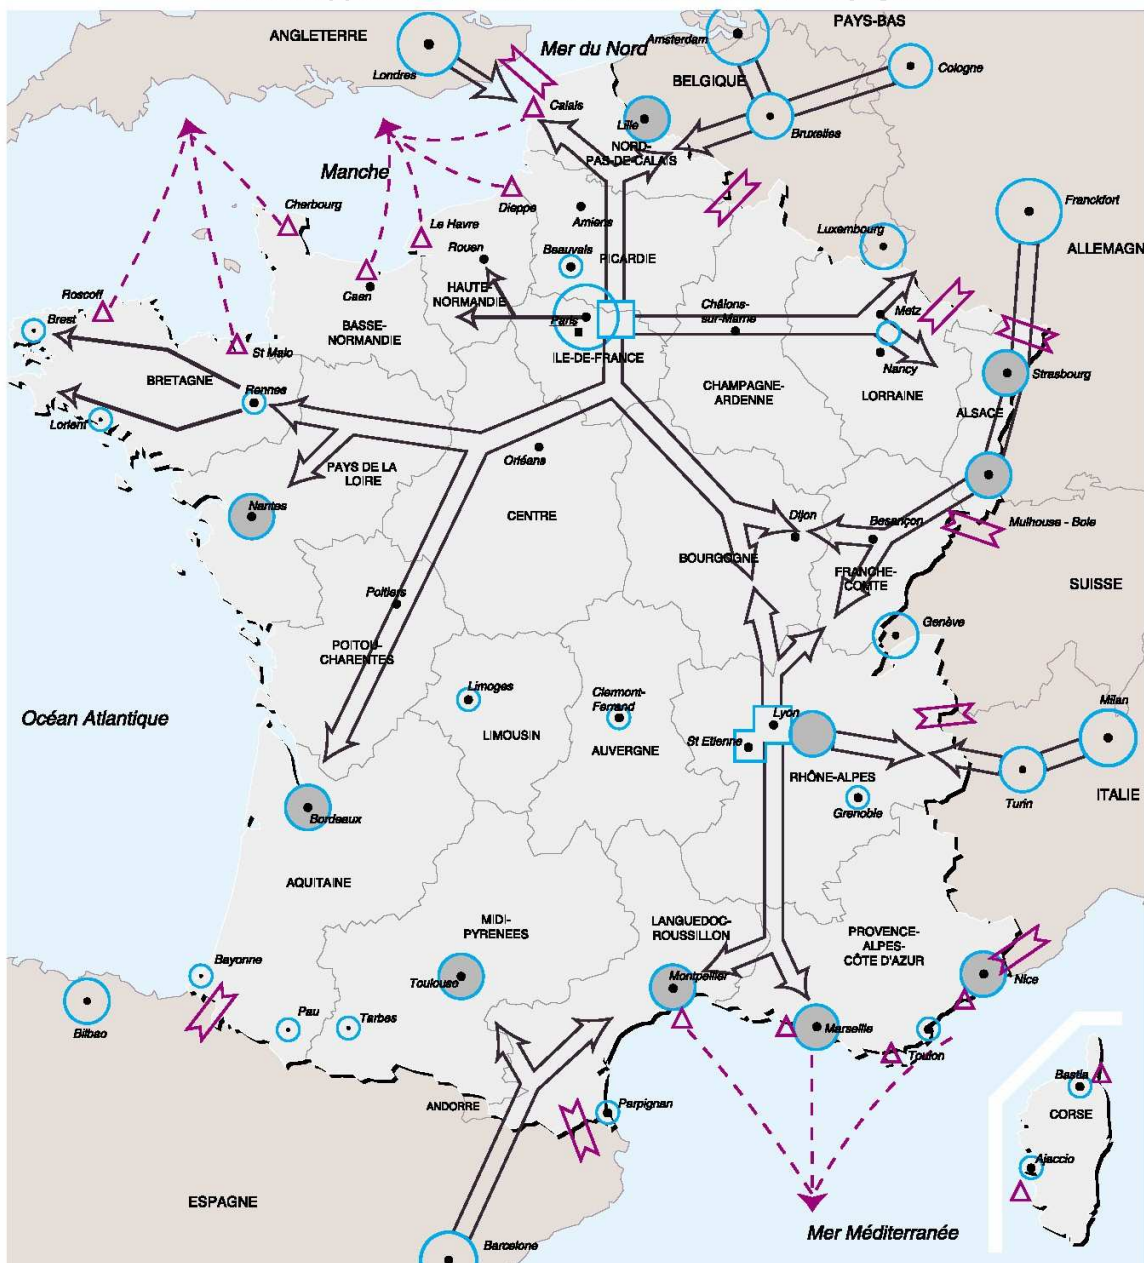 ANGLETERRE
Mer du Nord
PAYS-BAS
Amsterdam
Londres
BELGIQUE
Cologne
Calais
Lille
Bruxelles
NORD-
PAS-DE-CALAIS
Manche
Cherbourg
Dieppe
Amiens
Franckfort
Le Havre
Rouen
Beauvais
PICARDIE
Luxembourg
ALLEMAGN
Caen
HAUTE-
NORMANDIE
Roscoff
Brest
BASSE-
NORMANDIE
Paris
Châlons-
sur-Marne
Metz
St Malo
ILE-DE-FRANCE
Nancy
Strasbourg
BRETAGNE
Rennes
CHAMPAGNE-
ARDENNE
LORRAINE
ALSACE
Lorient
Orléans
PAYS DE LA
LOIRE
Nantes
CENTRE
Dijon
Besançon
Mulhouse - Bole
BOURGOGNE
FRANCHE-
COMTE
SUISSE
Poitiers
Genève
POITOU-
CHARENTES
Limoges
Clermont-
Ferrand
Milan
Océan Atlantique
Lyon
St Etienne
LIMOUSIN
AUVERGNE
RHÔNE-ALPES
Grenoble
Turin
ITALIE
Bordeaux
AQUITAINE
MIDI-
PYRENEES
LANGUEDOC-
ROUSSILLON
PROVENCE-
ALPES-
CÔTE D'AZUR
Bayonne
Toulouse
Montpellier
Nice
Bilbao
Pau
Tarbes
Marseille
Toulon
Bastia
ANDORRE
Perpignan
CORSE
Ajaccio
ESPAGNE
Barcelone
Mer Méditerranée